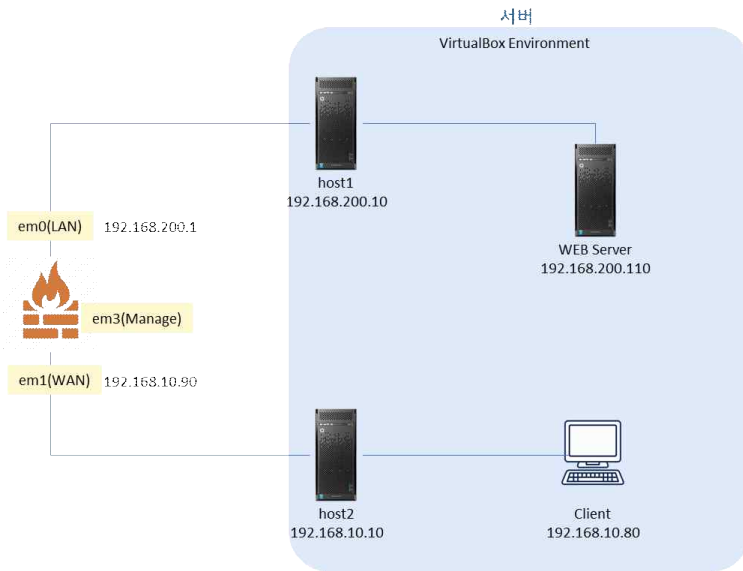 서버
VirtualBox Environment
host1
192.168.200.10
em0(LAN)
192.168.200.1
WEB Server
192.168.200.110
em3(Manage)
em1(WAN)
192.168.10.90
host2
192.168.10.10
Client
192.168.10.80